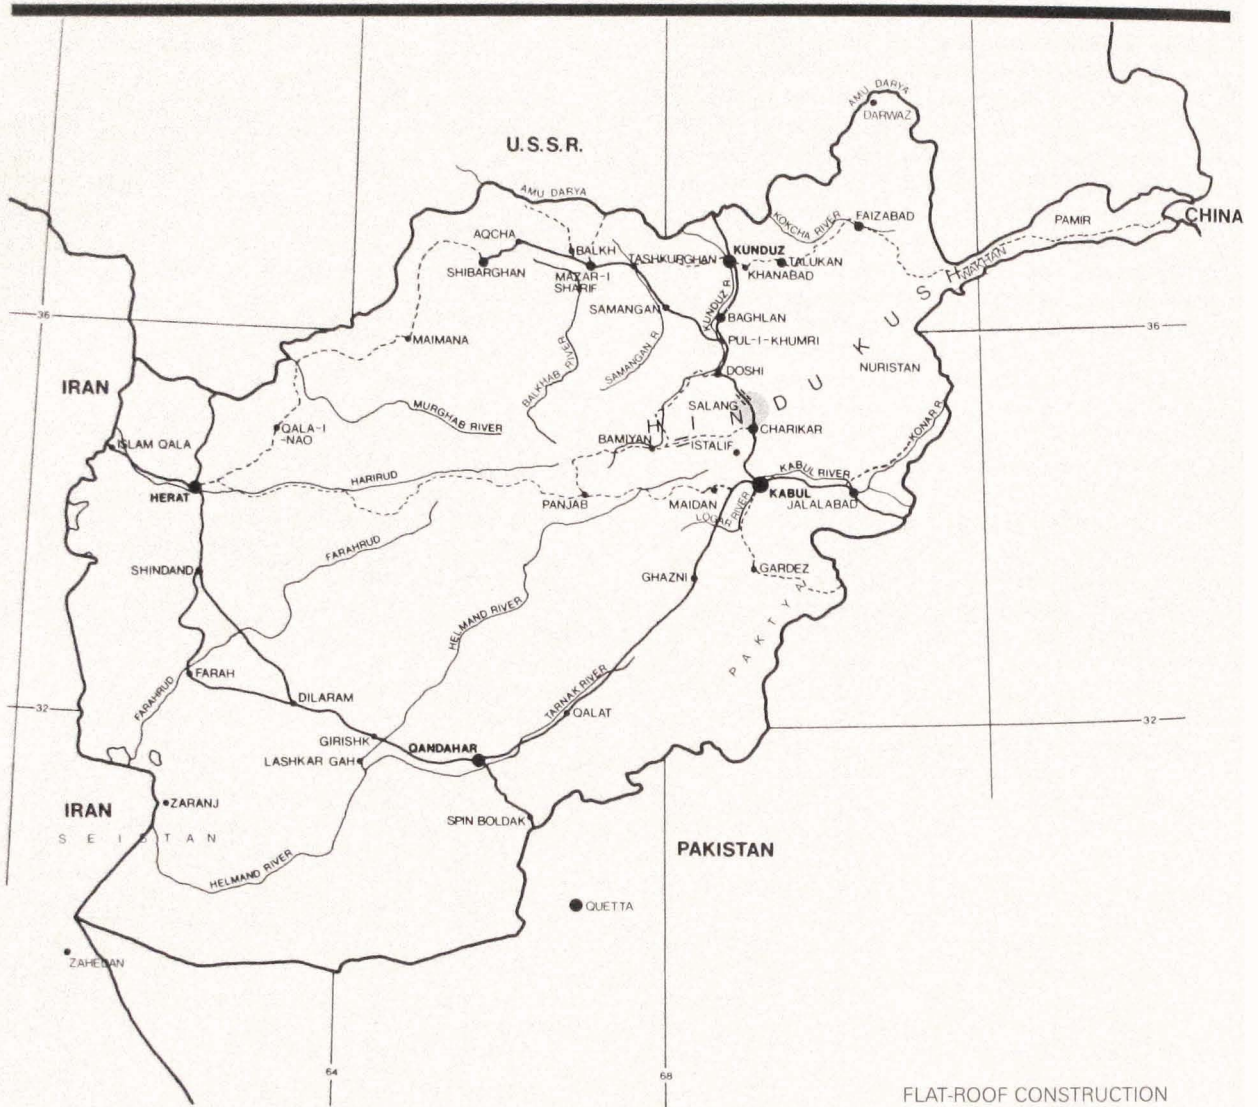 AMU DARYA
DARWAZ
U.S.S.R.
AMU DARYA
KOKCHA RIVER
FAIZABAD
PAMIR
CHINA
WAKHAN
AQCHA
BALKH
TASHKURGHAN
KUNDUZ
TALUKAN
KHANABAD
SHIBARGHAN
MAZAR-I
SHARIF
SAMANGAN
KUNDUZ R.
BAGHLAN
36
36
MAIMANA
PUL-I-KHUMRI
BALKHAB RIVER
SAMANGAN R.
DOSHI
NURISTAN
IRAN
HINDU KUSH
SALANG
MURGHAB RIVER
QALA-I
-NAO
CHARIKAR
KONAR R.
ISLAM QALA
BAMIYAN
ISTALIF
HARIRUD
KABUL RIVER
HERAT
PANJAB
MAIDAN
KABUL
JALALABAD
LOGAR RIVER
FARAHRUD
SHINDAND
GHAZNI
GARDEZ
HELMAND RIVER
PAKTYA
FARAH
FARAHRUD
DILARAM
TARNAK RIVER
QALAT
32
32
GIRISHK
QANDAHAR
LASHKAR GAH
ZARANJ
IRAN
SEISTAN
SPIN BOLDAK
PAKISTAN
HELMAND RIVER
QUETTA
ZAHEDAN
64
68
FLAT-ROOF CONSTRUCTION